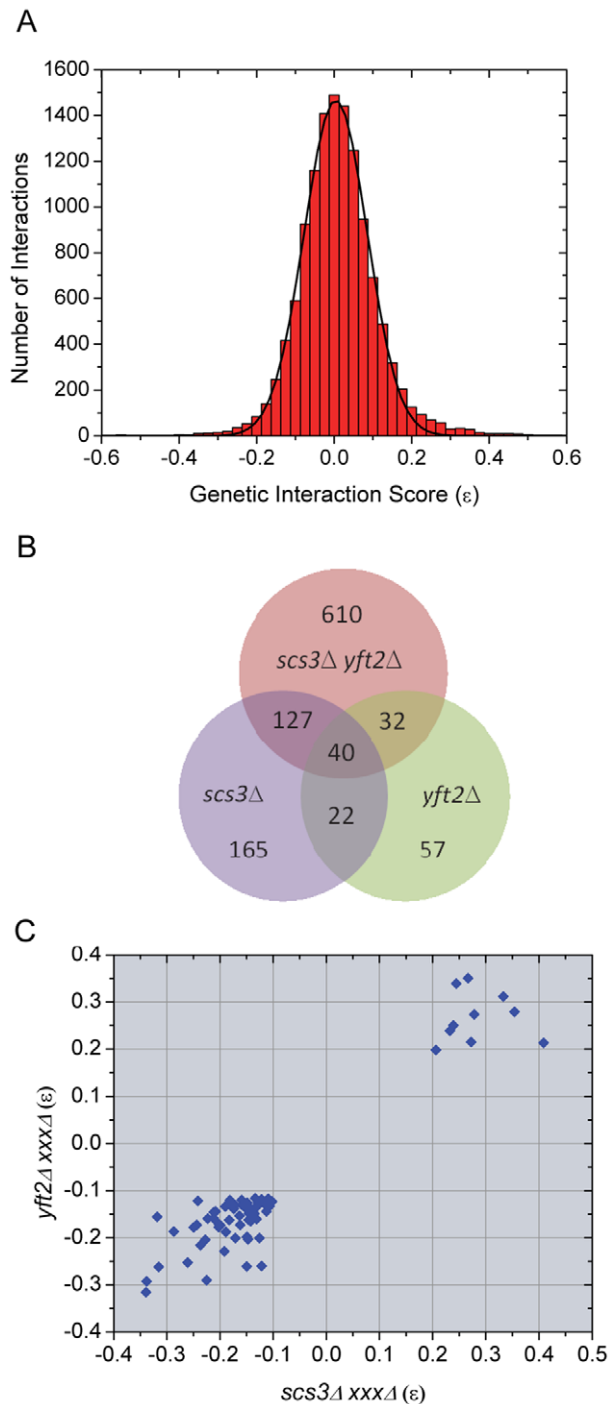 A
1600
1400
1200
1000
800
600
400
200
0
Number of Interactions
-0.6 -0.4 -0.2 0.0 0.2 0.4 0.6
Genetic Interaction Score (ε)
B
610
scs3Δ yft2Δ
127 32
40
scs3Δ yft2Δ
22
165 57
C
0.4
0.3
0.2
0.1
0.0
-0.1
-0.2
-0.3
-0.4
yft2Δ xxxΔ (ε)
-0.4 -0.3 -0.2 -0.1 -0.0 0.1 0.2 0.3 0.4 0.5
scs3Δ xxxΔ (ε)